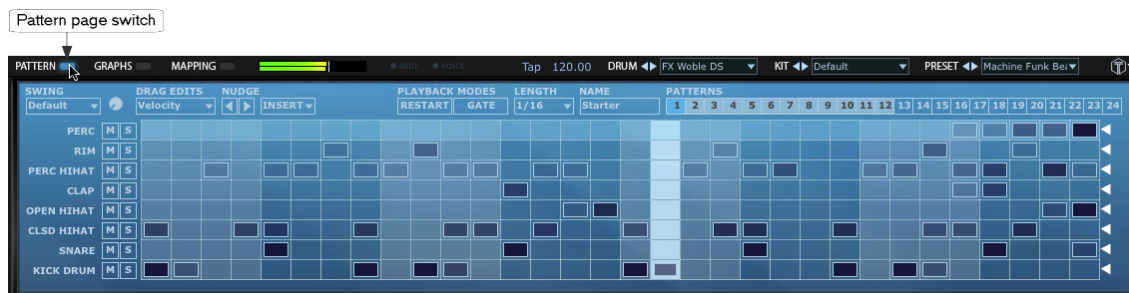 Pattern page switch
PATTERN GRAPHS MAPPING MIDI VOICE Tap 120.00 DRUM FX Woble DS KIT Default PRESET Machine Funk Bea
SWING DRAG EDITS NUDGE PLAYBACK MODES LENGTH NAME PATTERNS
Default Velocity INSERT RESTART GATE 1/16 Starter 1 2 3 4 5 6 7 8 9 10 11 12 13 14 15 16 17 18 19 20 21 22 23 24
PERC M S
RIM M S
PERC HIHAT M S
CLAP M S
OPEN HIHAT M S
CLSD HIHAT M S
SNARE M S
KICK DRUM M S